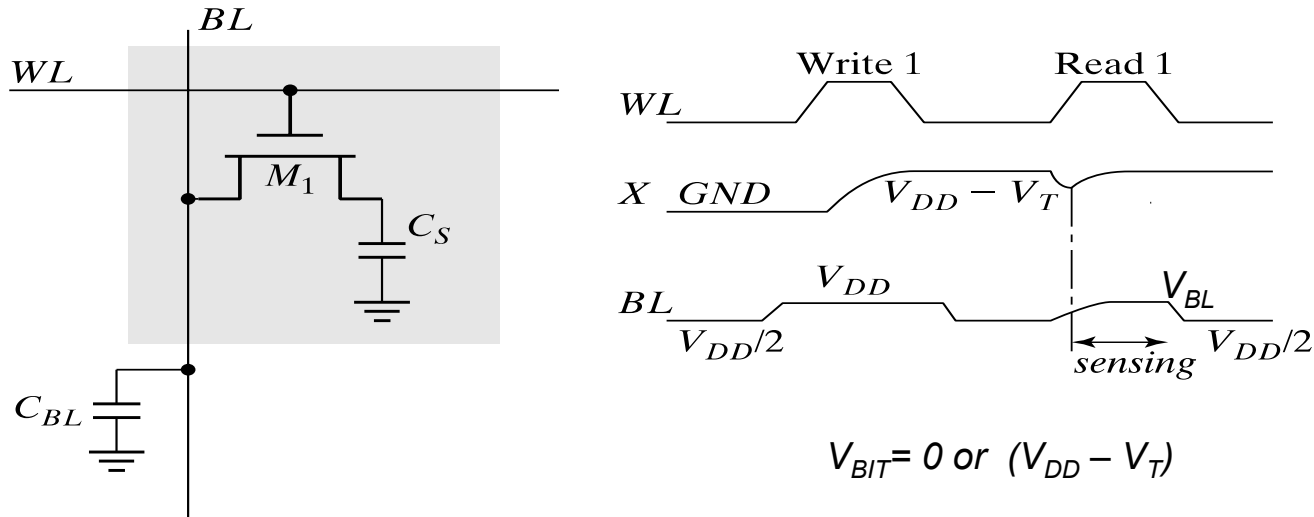 BL
WL
M1
CS
CBL
Write 1 Read 1
WL
X GND VDD − VT
BL VDD VBL
VDD/2 VDD/2
sensing
VBIT= 0 or (VDD – VT)